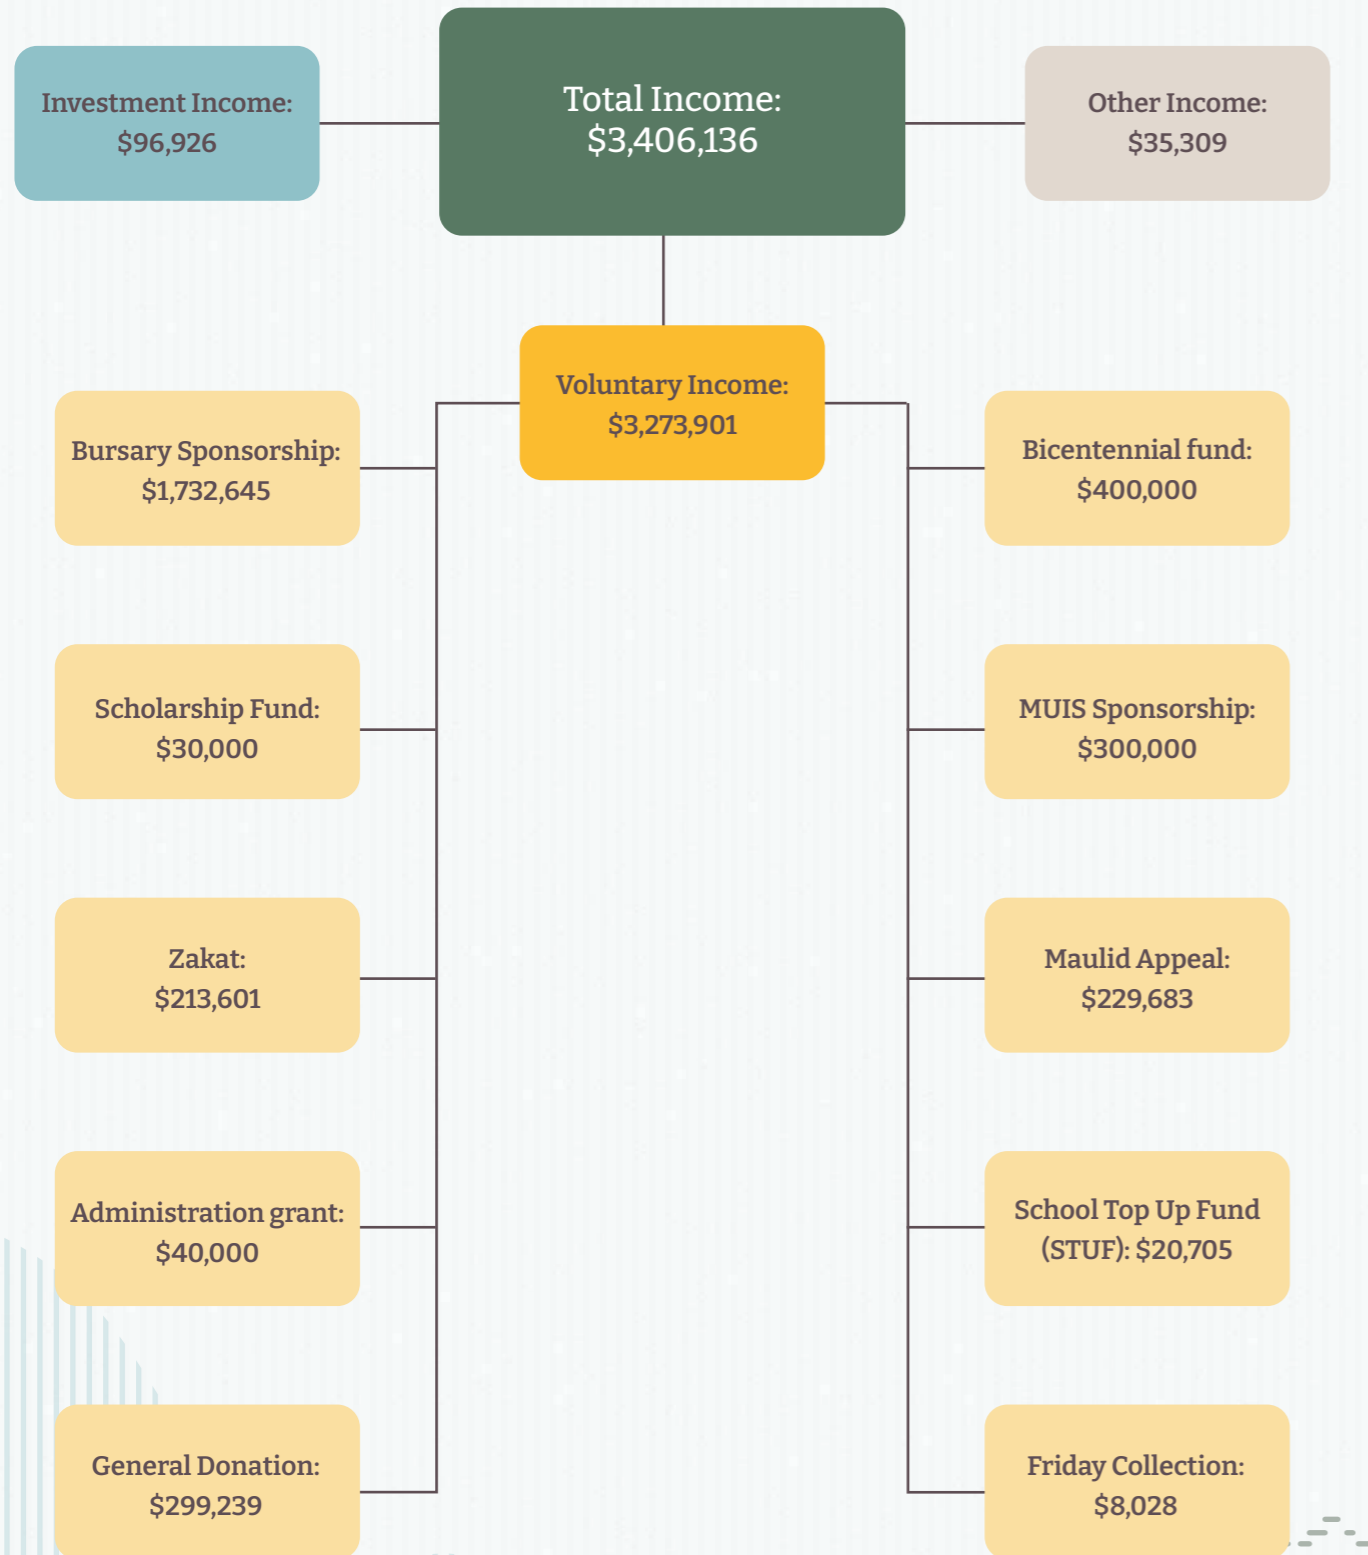 Investment Income:
$96,926
Total Income:
$3,406,136
Other Income:
$35,309
Voluntary Income:
$3,273,901
Bursary Sponsorship:
$1,732,645
Bicentennial fund:
$400,000
Scholarship Fund:
$30,000
MUIS Sponsorship:
$300,000
Zakat:
$213,601
Maulid Appeal:
$229,683
Administration grant:
$40,000
School Top Up Fund
(STUF): $20,705
General Donation:
$299,239
Friday Collection:
$8,028